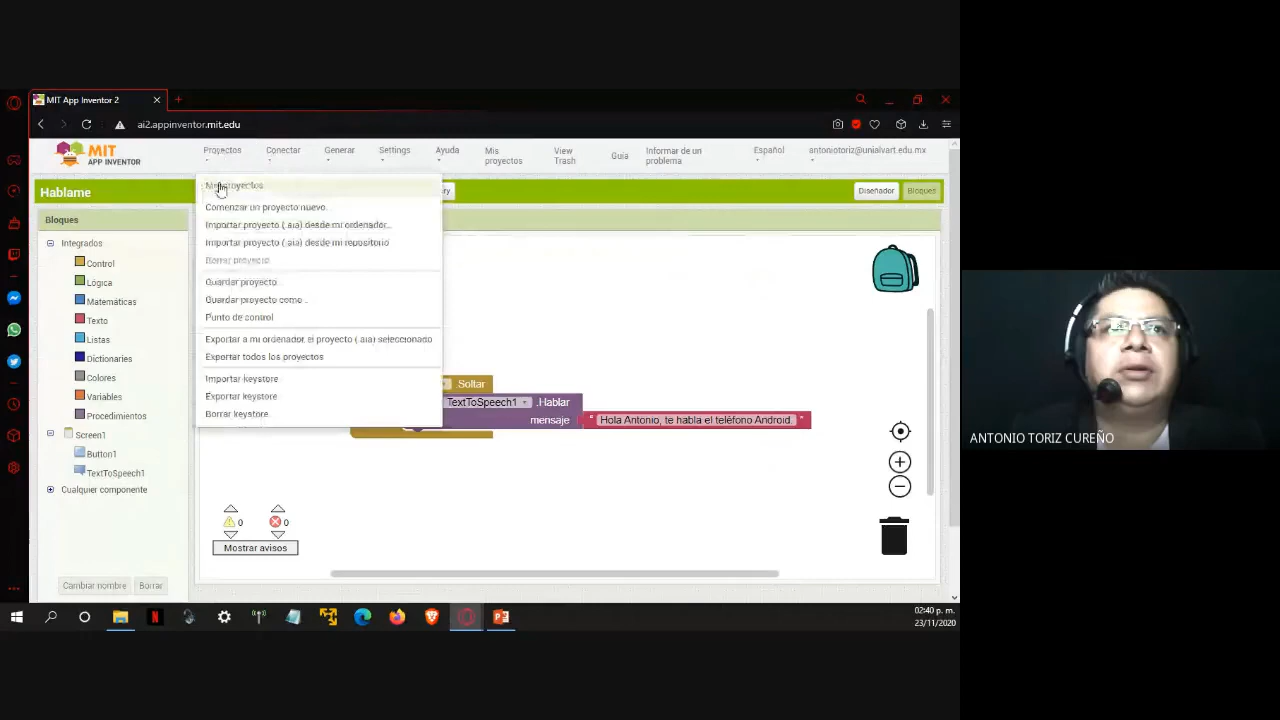 MIT App Inventor 2
ai2.appinventor.mit.edu
MIT
APP INVENTOR
Proyectos
Conectar
Generar
Settings
Ayuda
Mis proyectos
View Trash
Guía
Informar de un problema
Español
antoniotoriz@unialvart.edu.mx
Hablame
Diseñador
Bloques
Bloques
proyectos
Comenzar un proyecto nuevo...
Importar proyecto (.aia) desde mi ordenador...
Importar proyecto (.aia) desde mi repositorio
Borrar proyecto
Guardar proyecto
Guardar proyecto como...
Punto de control
Exportar a mi ordenador el proyecto (.aia) seleccionado
Exportar todos los proyectos
Importar keystore
Exportar keystore
Borrar keystore
Integrados
Control
Lógica
Matemáticas
Texto
Listas
Dictionaries
Colores
Variables
Procedimientos
Screen1
Button1
TextToSpeech1
Cualquier componente
Cambiar nombre
Borrar
.Soltar
TextToSpeech1 .Hablar
mensaje
" Hola Antonio, te habla el teléfono Android. "
0
0
Mostrar avisos
ANTONIO TORIZ CUREÑO
02:40 p. m.
23/11/2020